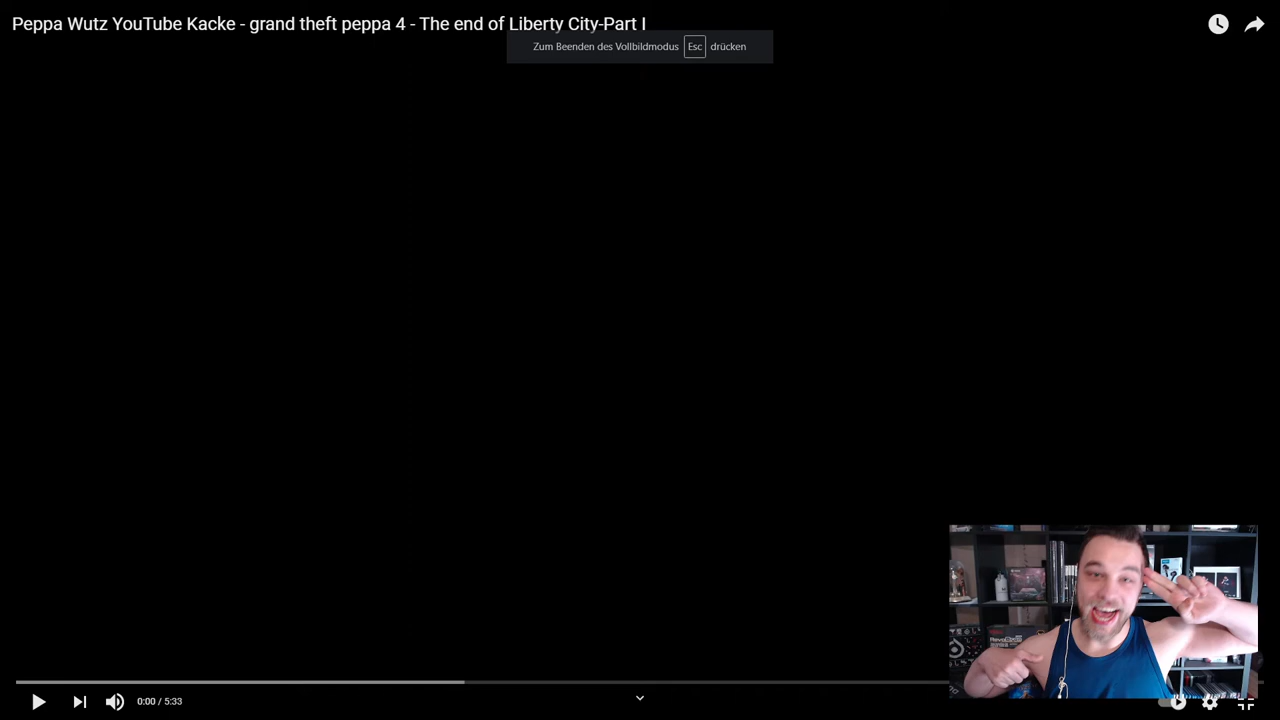 Peppa Wutz YouTube Kacke - grand theft peppa 4 - The end of Liberty City-Part I
Zum Beenden des Vollbildmodus Esc drücken
0:00 / 5:33